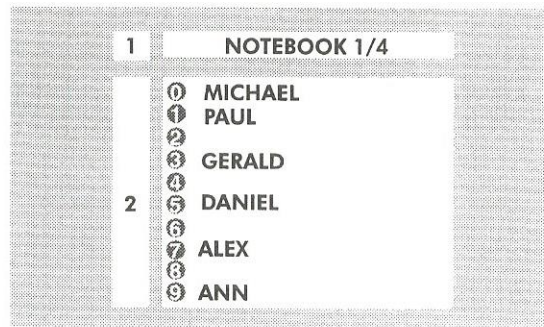 1 NOTEBOOK 1/4
0 MICHAEL
1 PAUL
2
3 GERALD
4
2 5 DANIEL
6
7 ALEX
8
9 ANN